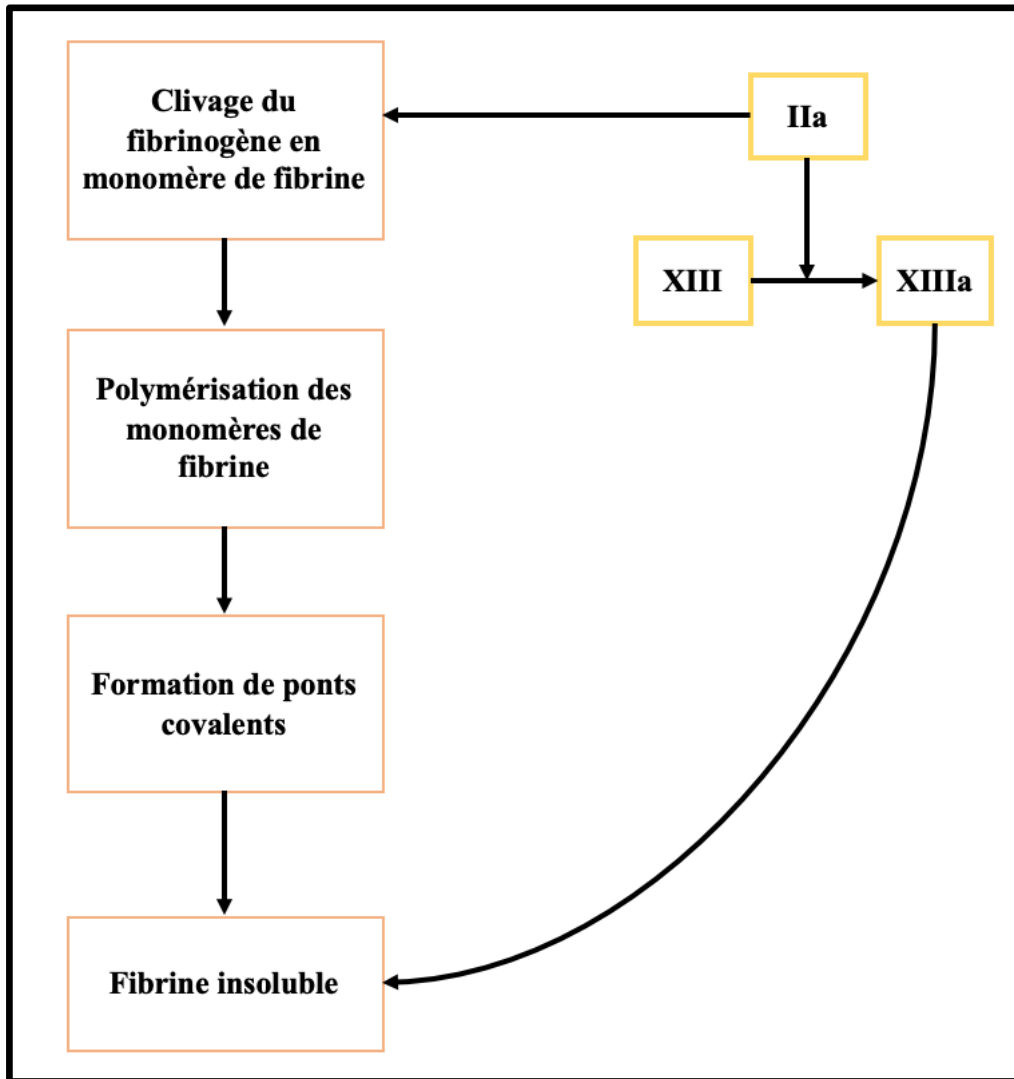 Clivage du
fibrinogène en
monomère de fibrine
IIa
XIII
XIIIa
Polymérisation des
monomères de
fibrine
Formation de ponts
covalents
Fibrine insoluble